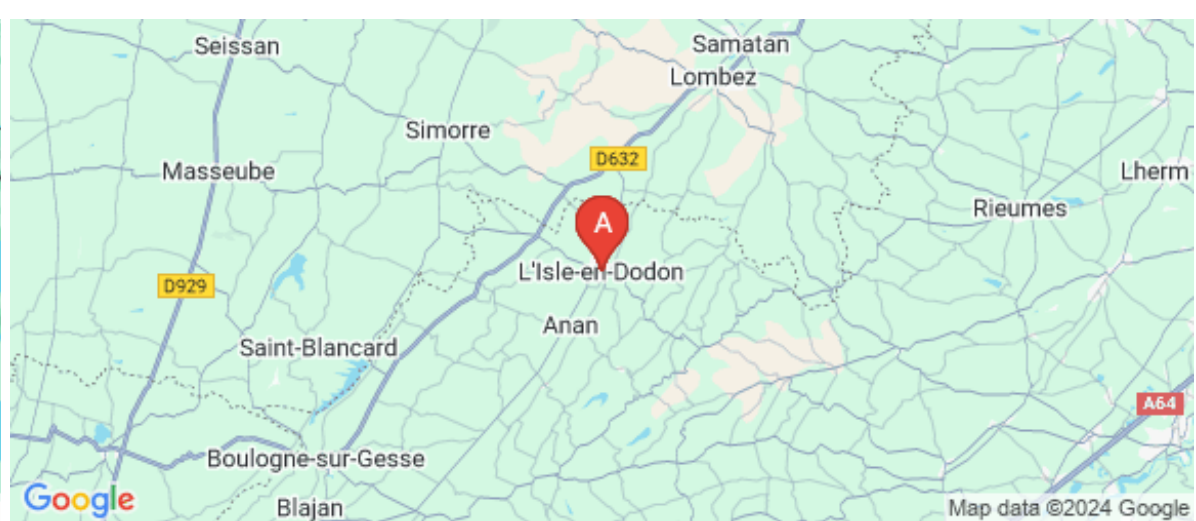 Seissan
Samatan
Lombez
Simorre
D632
Masseube
Lherm
Rieumes
A
L'Isle-en-Dodon
D929
Anan
Saint-Blancard
A64
Boulogne-sur-Gesse
Google
Blajan
Map data ©2024 Google